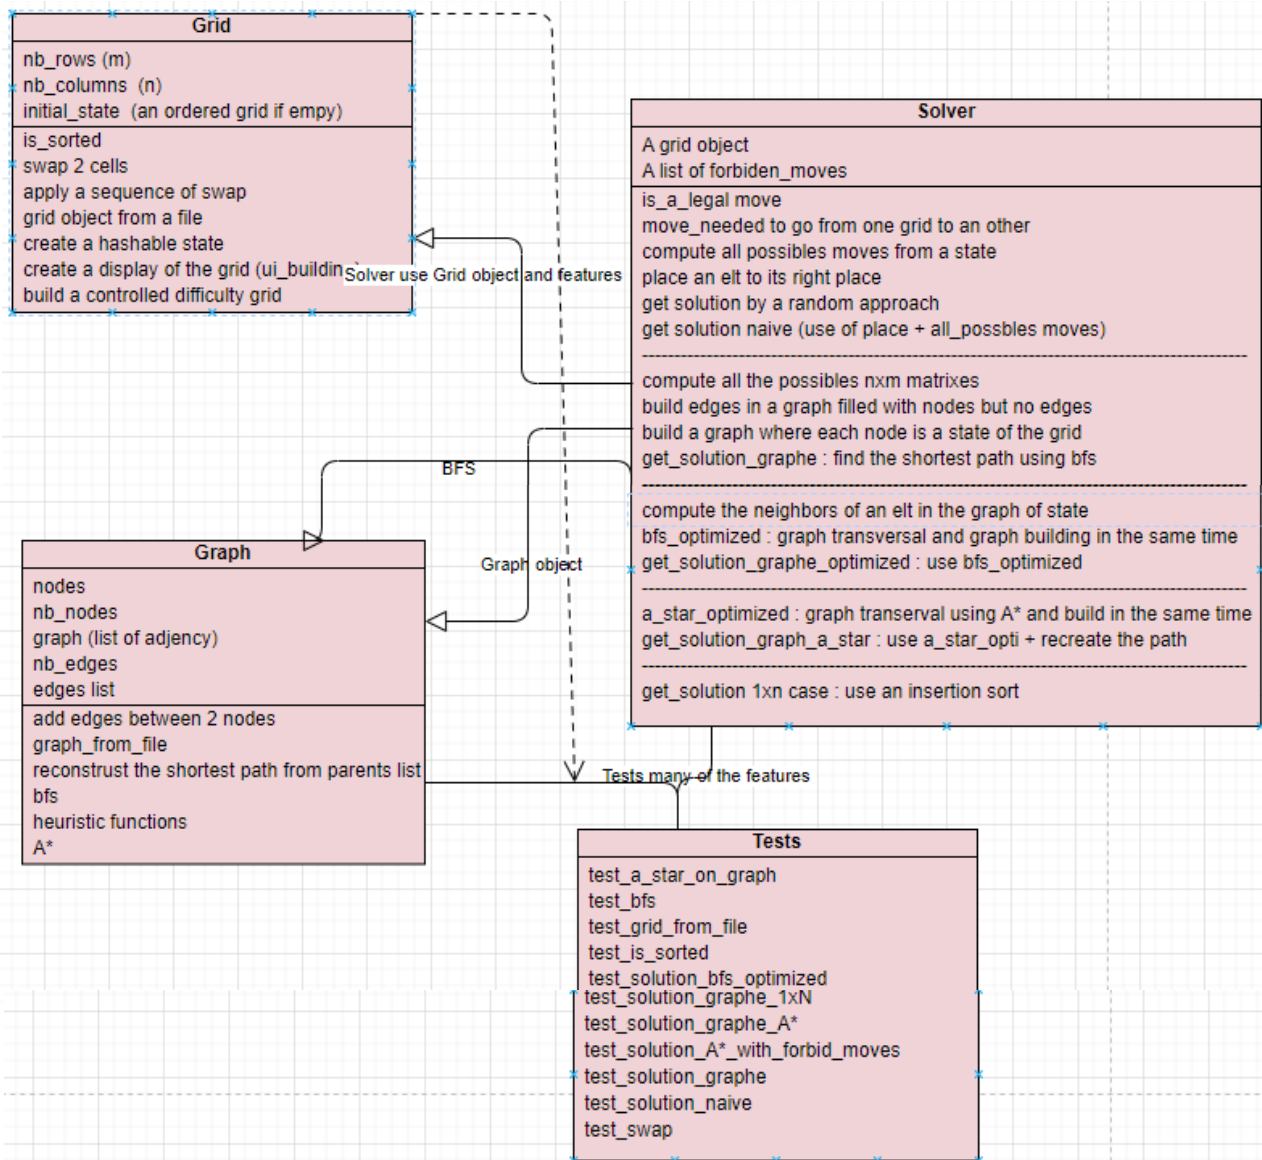 Grid
nb_rows (m)
nb_columns (n)
initial_state (an ordered grid if empy)
is_sorted
swap 2 cells
apply a sequence of swap
grid object from a file
create a hashable state
create a display of the grid (ui_buildin
build a controlled difficulty grid
Solver use Grid object and features
Solver
A grid object
A list of forbiden_moves
is_a_legal move
move_needed to go from one grid to an other
compute all possibles moves from a state
place an elt to its right place
get solution by a random approach
get solution naive (use of place + all_possbles moves)
compute all the possibles nxm matrixes
build edges in a graph filled with nodes but no edges
build a graph where each node is a state of the grid
get_solution_graphe : find the shortest path using bfs
compute the neighbors of an elt in the graph of state
bfs_optimized : graph transversal and graph building in the same time
get_solution_graphe_optimized : use bfs_optimized
a_star_optimized : graph transerval using A* and build in the same time
get_solution_graph_a_star : use a_star_opti + recreate the path
get_solution 1xn case : use an insertion sort
BFS
Graph object
Graph
nodes
nb_nodes
graph (list of adjency)
nb_edges
edges list
add edges between 2 nodes
graph_from_file
reconstrust the shortest path from parents list
bfs
heuristic functions
A*
Tests many of the features
Tests
test_a_star_on_graph
test_bfs
test_grid_from_file
test_is_sorted
test_solution_bfs_optimized
test_solution_graphe_1xN
test_solution_graphe_A*
test_solution_A*_with_forbid_moves
test_solution_graphe
test_solution_naive
test_swap